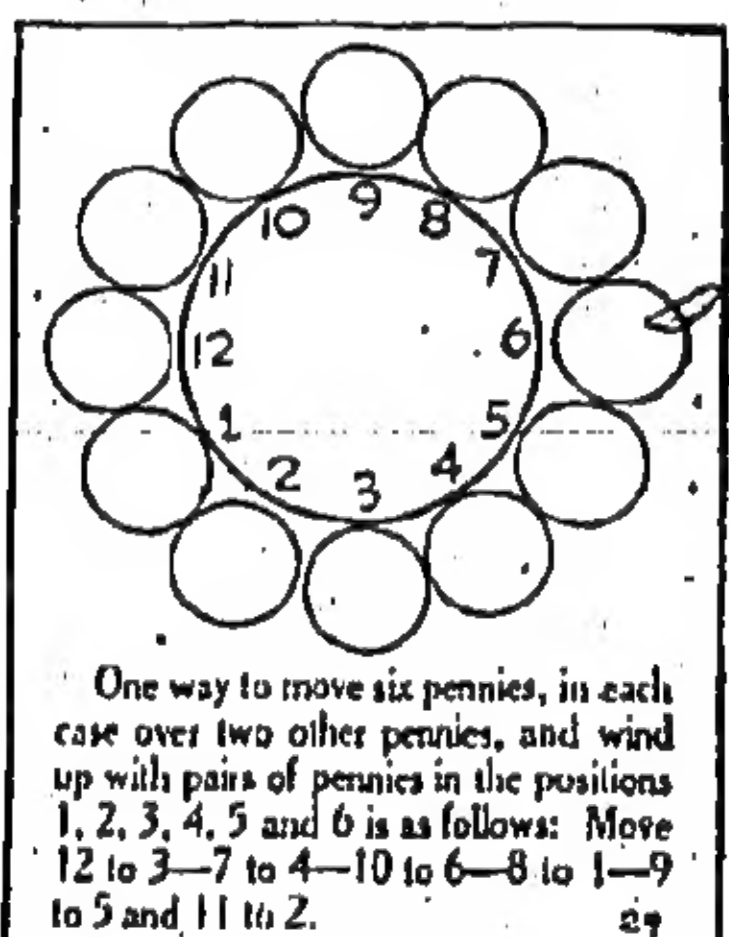 9
10 8
11 7
12 6
1 5
2 4
3
One way to move six pennies, in each
case over two other pennies, and wind
up with pairs of pennies in the positions
1, 2, 3, 4, 5 and 6 is as follows: Move
12 to 3—7 to 4—10 to 6—8 to 1—9
to 5 and 11 to 2.